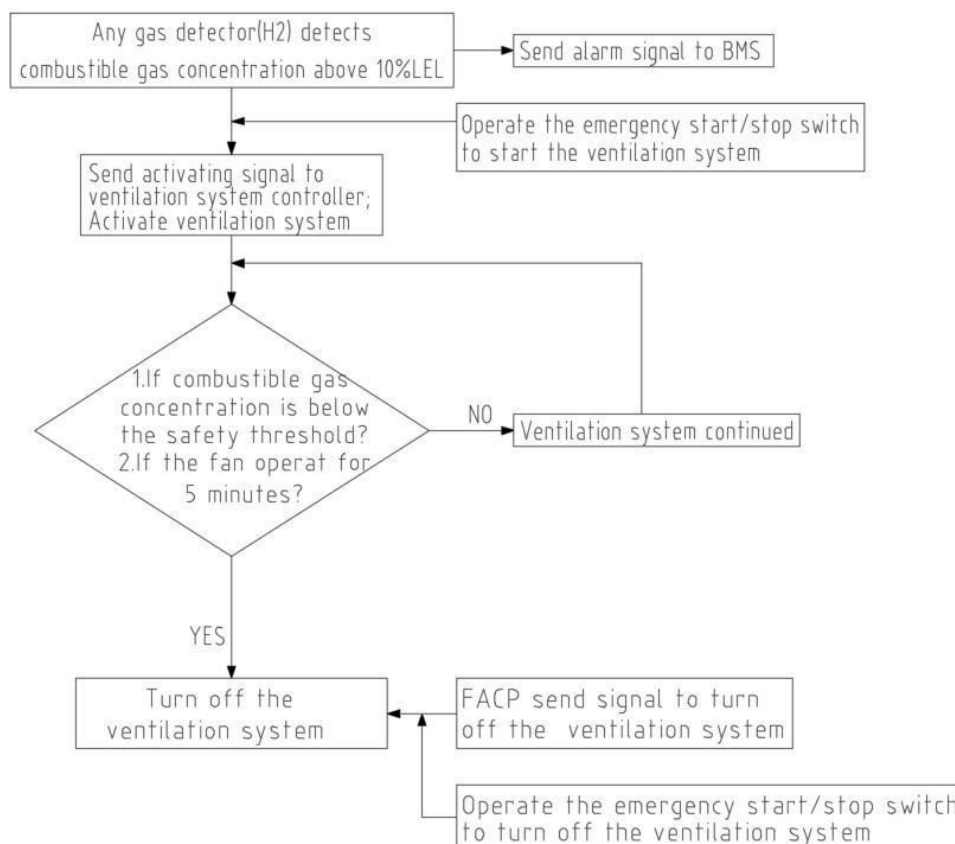 Any gas detector(H2) detects
combustible gas concentration above 10%LEL
Send alarm signal to BMS
Operate the emergency start/stop switch
to start the ventilation system
Send activating signal to
ventilation system controller;
Activate ventilation system
1.If combustible gas
concentration is below
the safety threshold?
2.If the fan operat for
5 minutes?
NO
Ventilation system continued
YES
Turn off the
ventilation system
FACP send signal to turn
off the ventilation system
Operate the emergency start/stop switch
to turn off the ventilation system